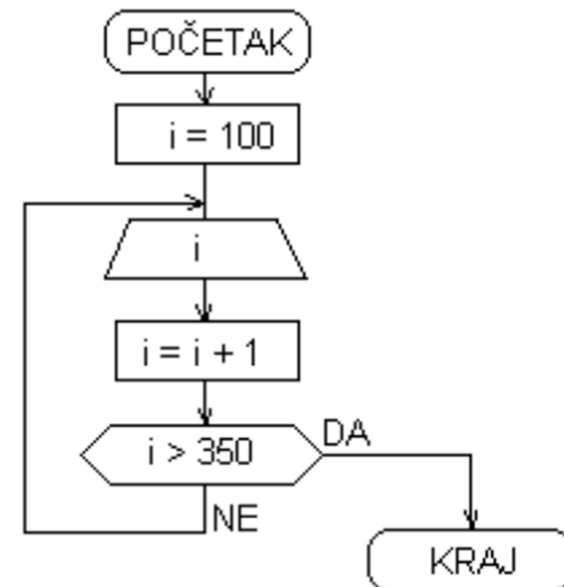 POČETAK
i = 100
i
i = i + 1
i > 350
DA
NE
KRAJ